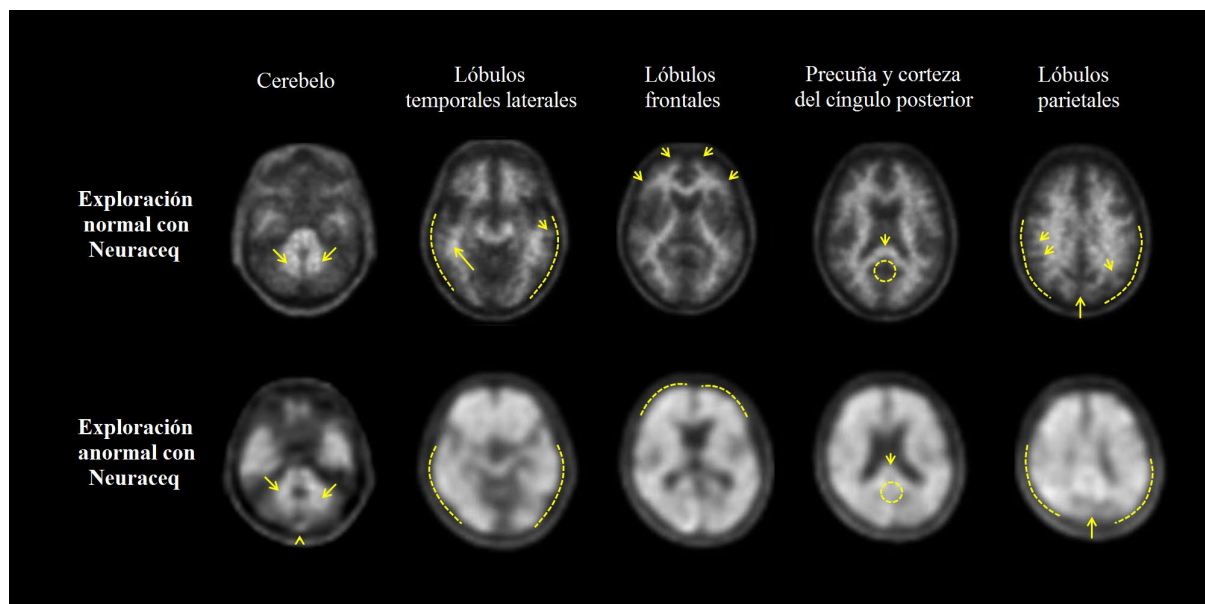 Cerebelo
Lóbulos
temporales laterales
Lóbulos
frontales
Precuña y corteza
del cíngulo posterior
Lóbulos
parietales
Exploración
normal con
Neuraceq
Exploración
anormal con
Neuraceq